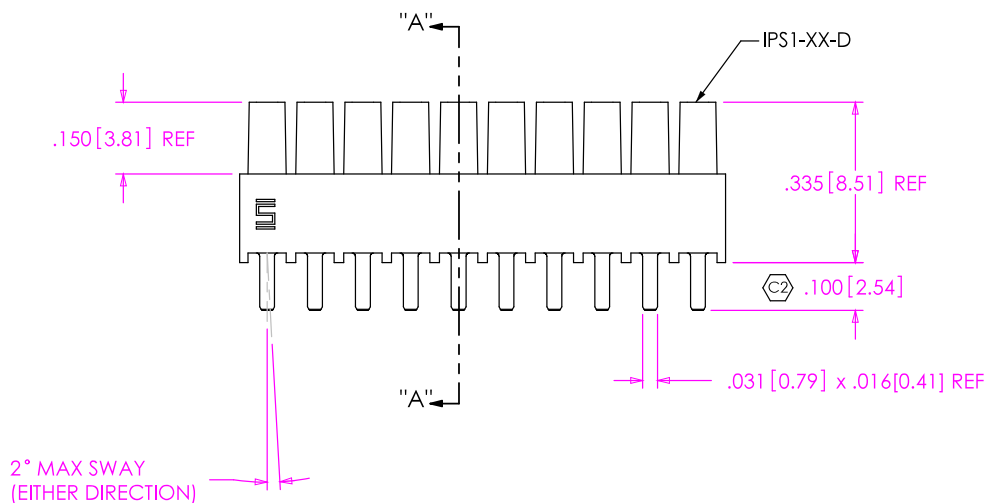 "A"
IPS1-XX-D
.150[3.81] REF
.335[8.51] REF
C2 .100[2.54]
.031[0.79] x .016[0.41] REF
"A"
2° MAX SWAY
(EITHER DIRECTION)